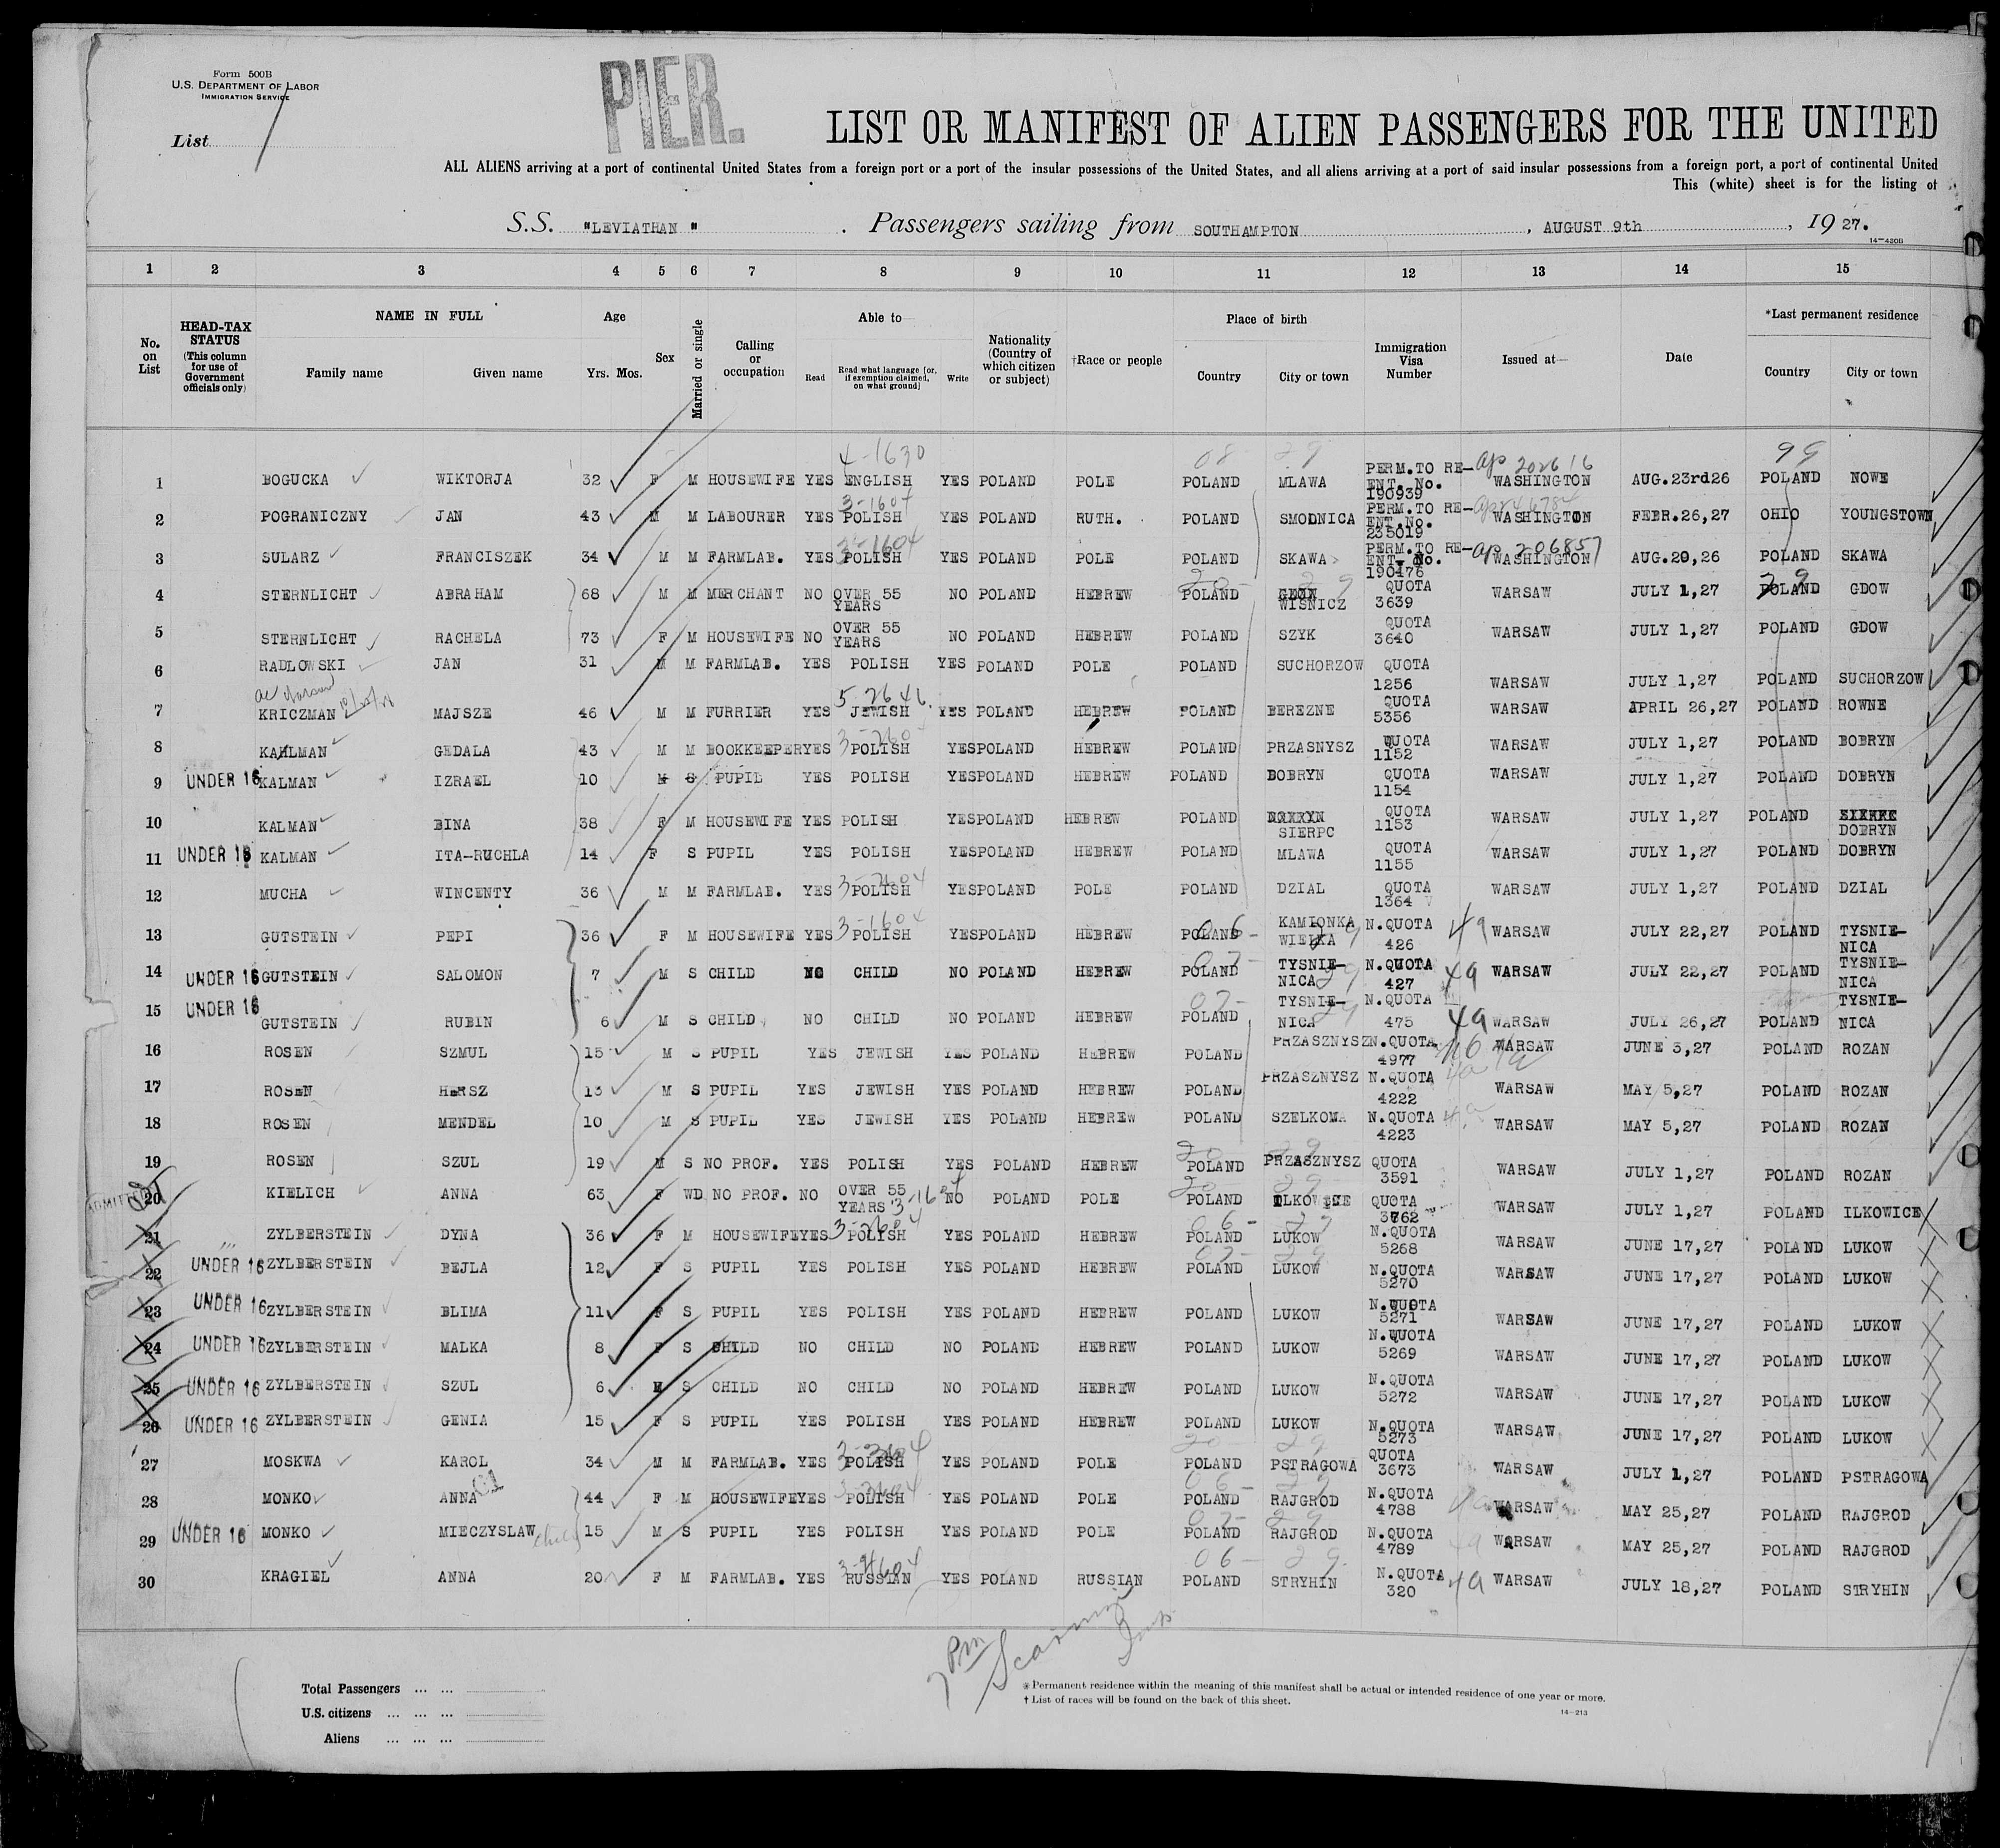 Form 500B
U.S. DEPARTMENT OF LABOR
IMMIGRATION SERVICE
List 1
PIER.
LIST OR MANIFEST OF ALIEN PASSENGERS FOR THE UNITED
ALL ALIENS arriving at a port of continental United States from a foreign port or a port of the insular possessions of the United States, and all aliens arriving at a port of said insular possessions from a foreign port, a port of continental United
This (white) sheet is for the listing of
S.S. "LEVIATHAN" . Passengers sailing from SOUTHAMPTON , AUGUST 9th , 19 27.
14-430B
1 2 3 4 5 6 7 8 9 10 11 12 13 14 15
No. on List HEAD-TAX STATUS (This column for use of Government officials only) NAME IN FULL Family name Given name Age Yrs. Mos. Sex Married or single Calling or occupation Able to— Read Read what language [or, if exemption claimed, on what ground] Write Nationality (Country of which citizen or subject) †Race or people Place of birth Country City or town Immigration Visa Number Issued at— Date *Last permanent residence Country City or town
4-1630 99
1 BOGUCKA WIKTORJA 32 F M HOUSEWIFE YES ENGLISH YES POLAND POLE POLAND MLAWA PERM.TO RE-ENT. No. 190939 WASHINGTON AUG.23rd26 POLAND NOWE
2 POGRANICZNY JAN 43 M M LABOURER YES POLISH YES POLAND RUTH. POLAND SMODNICA PERM.TO RE-ENT.No. 235019 WASHINGTON FEBR.26,27 OHIO YOUNGSTOWN
3 SULARZ FRANCISZEK 34 M M FARMLAB. YES POLISH YES POLAND POLE POLAND SKAWA PERM.TO RE-ENT. No. 190476 ap 206857 WASHINGTON AUG.20,26 POLAND SKAWA
4 STERNLICHT ABRAHAM 68 M M MERCHANT NO OVER 55 YEARS NO POLAND HEBREW POLAND WISNICZ QUOTA 3639 WARSAW JULY 1,27 POLAND GDOW
5 STERNLICHT RACHELA 73 F M HOUSEWIFE NO OVER 55 YEARS NO POLAND HEBREW POLAND SZYK QUOTA 3640 WARSAW JULY 1,27 POLAND GDOW
6 RADLOWSKI JAN 31 M M FARMLAB. YES POLISH YES POLAND POLE POLAND SUCHORZOW QUOTA 1256 WARSAW JULY 1,27 POLAND SUCHORZOW
7 KRICZMAN MAJSZE 46 M M FURRIER YES JEWISH YES POLAND HEBREW POLAND BEREZNE QUOTA 5356 WARSAW APRIL 26,27 POLAND ROWNE
8 KAHLMAN GEDALA 43 M M BOOKKEEPER YES POLISH YES POLAND HEBREW POLAND PRZASNYSZ QUOTA 1152 WARSAW JULY 1,27 POLAND BOBRYN
9 UNDER 16 KALMAN IZRAEL 10 M S PUPIL YES POLISH YES POLAND HEBREW POLAND DOBRYN QUOTA 1154 WARSAW JULY 1,27 POLAND DOBRYN
10 KALMAN BINA 38 F M HOUSEWIFE YES POLISH YES POLAND HEBREW POLAND SIERPC QUOTA 1153 WARSAW JULY 1,27 POLAND DOBRYN
11 UNDER 16 KALMAN ITA-RUCHLA 14 F S PUPIL YES POLISH YES POLAND HEBREW POLAND MLAWA QUOTA 1155 WARSAW JULY 1,27 POLAND DOBRYN
12 MUCHA WINCENTY 36 M M FARMLAB. YES POLISH YES POLAND POLE POLAND DZIAL QUOTA 1364 WARSAW JULY 1,27 POLAND DZIAL
13 GUTSTEIN PEPI 36 F M HOUSEWIFE YES POLISH YES POLAND HEBREW POLAND KAMIONKA WIELKA N.QUOTA 426 4a WARSAW JULY 22,27 POLAND TYSNIE-NICA
14 UNDER 16 GUTSTEIN SALOMON 7 M S CHILD NO CHILD NO POLAND HEBREW POLAND TYSNIE-NICA N.QUOTA 427 4a WARSAW JULY 22,27 POLAND TYSNIE-NICA
15 UNDER 16 GUTSTEIN RUBIN 6 M S CHILD NO CHILD NO POLAND HEBREW POLAND TYSNIE-NICA N.QUOTA 475 4a WARSAW JULY 26,27 POLAND TYSNIE-NICA
16 ROSEN SZMUL 15 M S PUPIL YES JEWISH YES POLAND HEBREW POLAND PRZASZNYSZ N.QUOTA 4977 WARSAW JUNE 3,27 POLAND ROZAN
17 ROSEN HERSZ 13 M S PUPIL YES JEWISH YES POLAND HEBREW POLAND PRZASZNYSZ N.QUOTA 4222 WARSAW MAY 5,27 POLAND ROZAN
18 ROSEN MENDEL 10 M S PUPIL YES JEWISH YES POLAND HEBREW POLAND SZELKOMA N.QUOTA 4223 WARSAW MAY 5,27 POLAND ROZAN
19 ROSEN SZUL 19 M S NO PROF. YES POLISH YES POLAND HEBREW POLAND PRZASZNYSZ QUOTA 3591 WARSAW JULY 1,27 POLAND ROZAN
ADMITTED 20 KIELICH ANNA 63 F WD NO PROF. NO OVER 55 YEARS NO POLAND POLE POLAND ILKOWICE QUOTA 3762 WARSAW JULY 1,27 POLAND ILKOWICE
21 ZYLBERSTEIN DYNA 36 F M HOUSEWIFE YES POLISH YES POLAND HEBREW POLAND LUKOW N.QUOTA 5268 WARSAW JUNE 17,27 POLAND LUKOW
22 UNDER 16 ZYLBERSTEIN BEJLA 12 F S PUPIL YES POLISH YES POLAND HEBREW POLAND LUKOW N.QUOTA 5270 WARSAW JUNE 17,27 POLAND LUKOW
23 UNDER 16 ZYLBERSTEIN BLIMA 11 F S PUPIL YES POLISH YES POLAND HEBREW POLAND LUKOW N.QUOTA 5271 WARSAW JUNE 17,27 POLAND LUKOW
24 UNDER 16 ZYLBERSTEIN MALKA 8 F S CHILD NO CHILD NO POLAND HEBREW POLAND LUKOW N.QUOTA 5269 WARSAW JUNE 17,27 POLAND LUKOW
25 UNDER 16 ZYLBERSTEIN SZUL 6 M S CHILD NO CHILD NO POLAND HEBREW POLAND LUKOW N.QUOTA 5272 WARSAW JUNE 17,27 POLAND LUKOW
26 UNDER 16 ZYLBERSTEIN GENIA 15 F S PUPIL YES POLISH YES POLAND HEBREW POLAND LUKOW N.QUOTA 5273 WARSAW JUNE 17,27 POLAND LUKOW
27 MOSKWA KAROL 34 M M FARMLAB. YES POLISH YES POLAND POLE POLAND PSTRAGOWA QUOTA 3673 WARSAW JULY 1,27 POLAND PSTRAGOWA
28 MONKO ANNA 44 F M HOUSEWIFE YES POLISH YES POLAND POLE POLAND RAJGROD N.QUOTA 4788 WARSAW MAY 25,27 POLAND RAJGROD
29 UNDER 16 MONKO MIECZYSLAW 15 M S PUPIL YES POLISH YES POLAND POLE POLAND RAJGROD N.QUOTA 4789 WARSAW MAY 25,27 POLAND RAJGROD
30 KRAGIEL ANNA 20 F M FARMLAB. YES RUSSIAN YES POLAND RUSSIAN POLAND STRYHIN N.QUOTA 320 4a WARSAW JULY 18,27 POLAND STRYHIN
Total Passengers ... ...
U.S. citizens ... ... ...
Aliens ... ... ...
* Permanent residence within the meaning of this manifest shall be actual or intended residence of one year or more.
† List of races will be found on the back of this sheet.
14-213